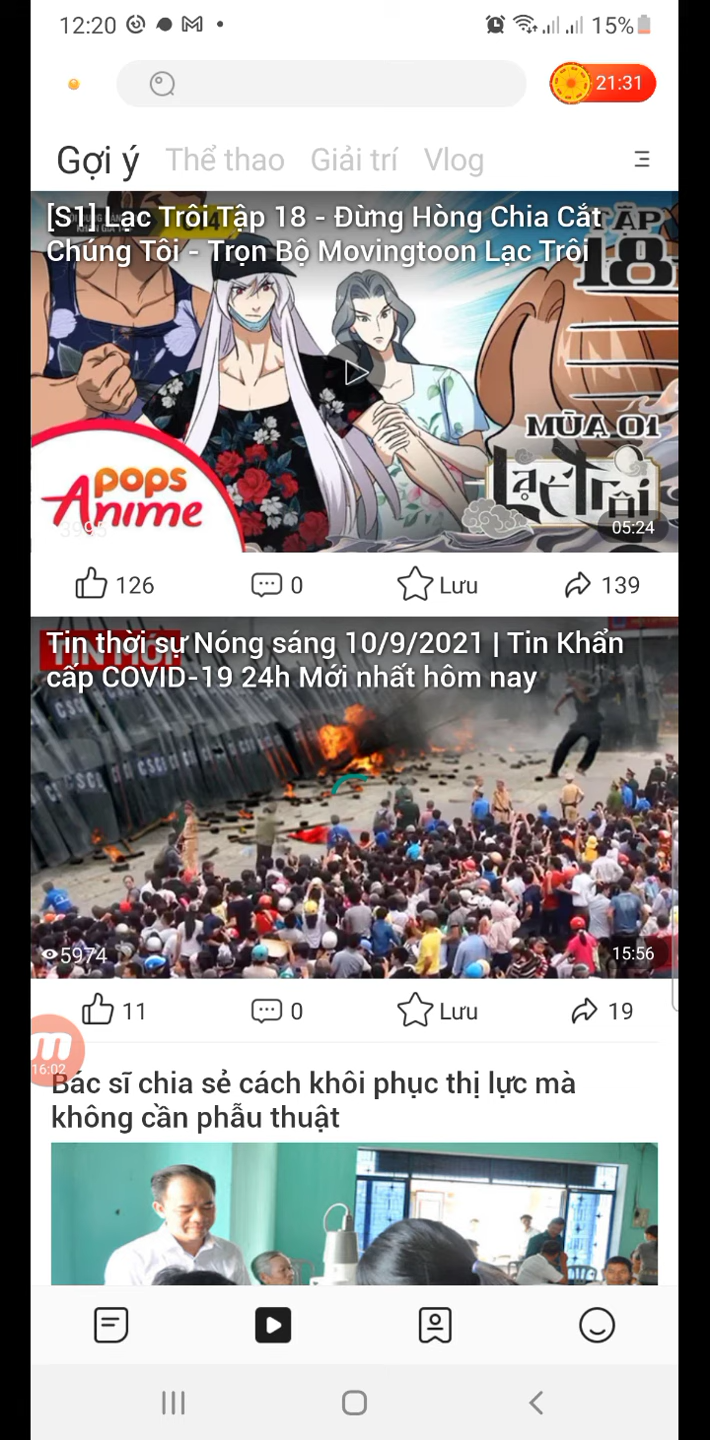 12:20
15%
21:31
Gợi ý Thể thao Giải trí Vlog
[S1] Lạc Trôi Tập 18 - Đừng Hòng Chia Cắt
Chúng Tôi - Trọn Bộ Movingtoon Lạc Trôi
TẬP
18
MÙA 01
Lạc Trôi
POPS
Anime
3995
05:24
126 0 Lưu 139
TIN MỚI
Tin thời sự Nóng sáng 10/9/2021 | Tin Khẩn
cấp COVID-19 24h Mới nhất hôm nay
CSCĐ
5974
15:56
11 0 Lưu 19
16:02
Bác sĩ chia sẻ cách khôi phục thị lực mà
không cần phẫu thuật